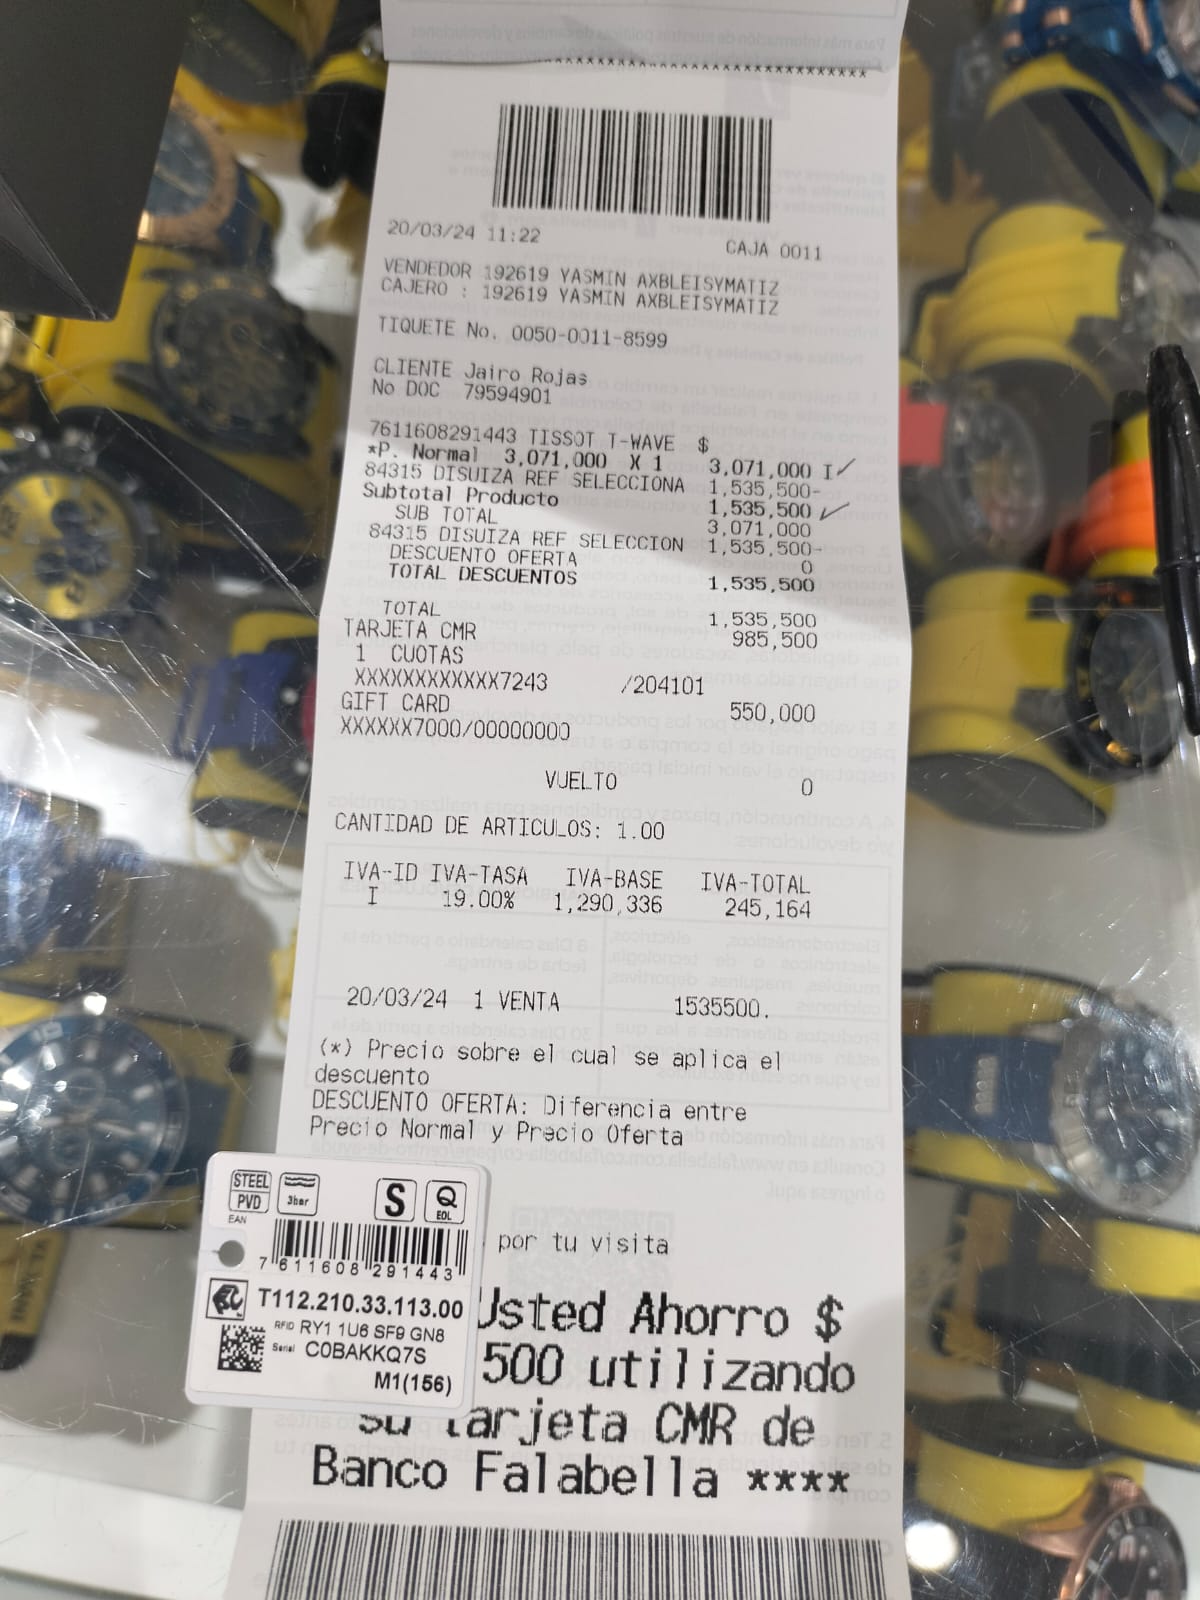 20/03/24 11:22 CAJA 0011
VENDEDOR 192619 YASMIN AXBLEISYMATIZ
CAJERO : 192619 YASMIN AXBLEISYMATIZ
TIQUETE No. 0050-0011-8599
CLIENTE Jairo Rojas
No DOC 79594901
7611608291443 TISSOT T-WAVE $
*P. Normal 3,071,000 X 1 3,071,000 I
84315 DISUIZA REF SELECCIONA 1,535,500-
Subtotal Producto 1,535,500
SUB TOTAL 3,071,000
84315 DISUIZA REF SELECCION 1,535,500-
DESCUENTO OFERTA 0
TOTAL DESCUENTOS 1,535,500
TOTAL 1,535,500
TARJETA CMR 985,500
1 CUOTAS
XXXXXXXXXXXX7243 /204101
GIFT CARD 550,000
XXXXXX7000/00000000
VUELTO 0
CANTIDAD DE ARTICULOS: 1.00
IVA-ID IVA-TASA IVA-BASE IVA-TOTAL
I 19.00% 1,290,336 245,164
20/03/24 1 VENTA 1535500.
(*) Precio sobre el cual se aplica el
descuento
DESCUENTO OFERTA: Diferencia entre
Precio Normal y Precio Oferta
por tu visita
Usted Ahorro $
500 utilizando
su tarjeta CMR de
Banco Falabella ****
STEEL
PVD
3bar
S
Q
EOL
EAN
7 611608 291443
T112.210.33.113.00
RFID RY1 1U6 SF9 GN8
Serial C0BAKKQ7S
M1(156)